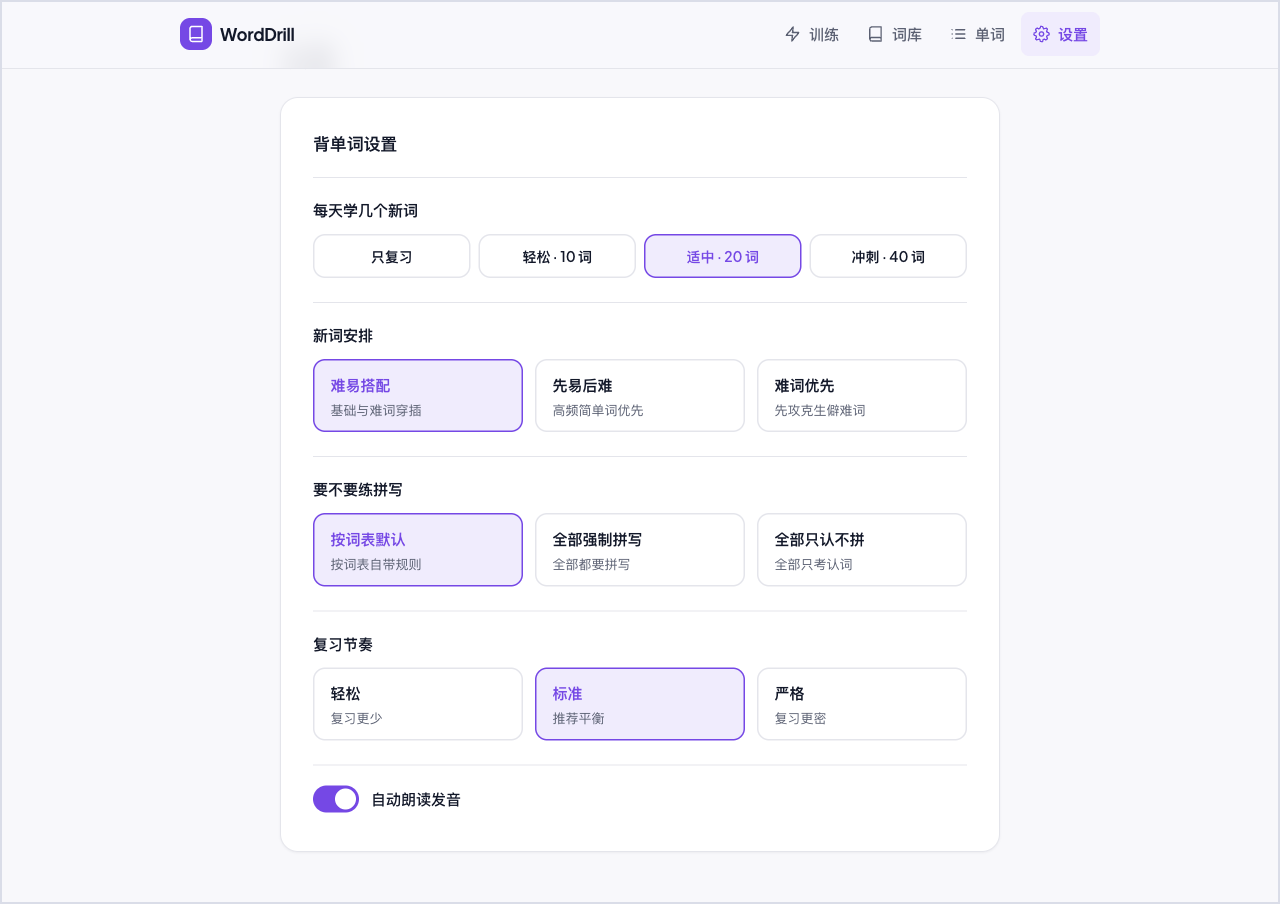 WordDrill
训练
词库
单词
设置
背单词设置
每天学几个新词
只复习
轻松 · 10 词
适中 · 20 词
冲刺 · 40 词
新词安排
难易搭配
基础与难词穿插
先易后难
高频简单词优先
难词优先
先攻克生僻难词
要不要练拼写
按词表默认
按词表自带规则
全部强制拼写
全部都要拼写
全部只认不拼
全部只考认词
复习节奏
轻松
复习更少
标准
推荐平衡
严格
复习更密
自动朗读发音